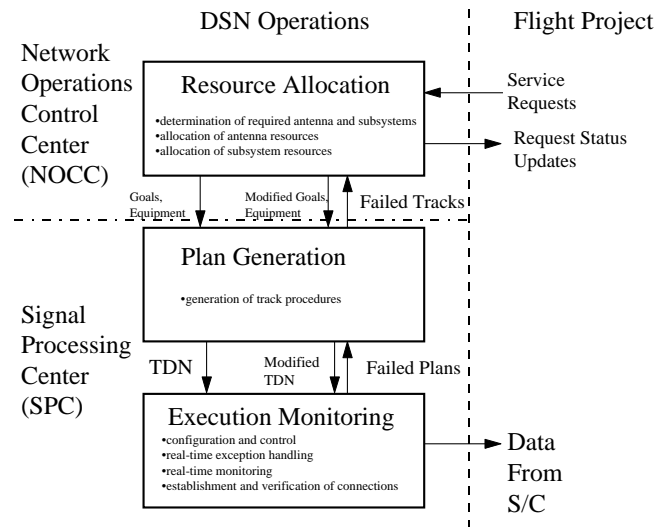 DSN Operations
Flight Project
Network
Operations
Control
Center
(NOCC)
Resource Allocation
•determination of required antenna and subsystems
•allocation of antenna resources
•allocation of subsystem resources
Service
Requests
Request Status
Updates
Goals,
Equipment
Modified Goals,
Equipment
Failed Tracks
Plan Generation
•generation of track procedures
Signal
Processing
Center
(SPC)
TDN
Modified
TDN
Failed Plans
Execution Monitoring
•configuration and control
•real-time exception handling
•real-time monitoring
•establishment and verification of connections
Data
From
S/C